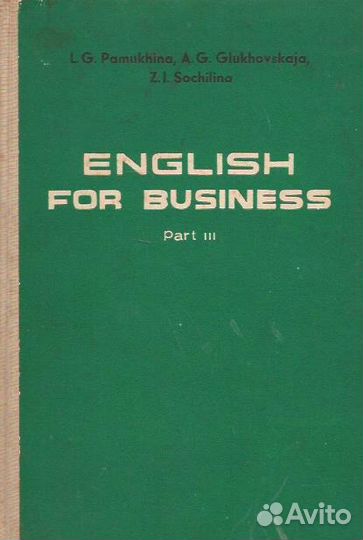 L. G. Pamukhina, A. G. Glukhovskaja,
Z. I. Sochilina
ENGLISH
FOR BUSINESS
Part III
Avito